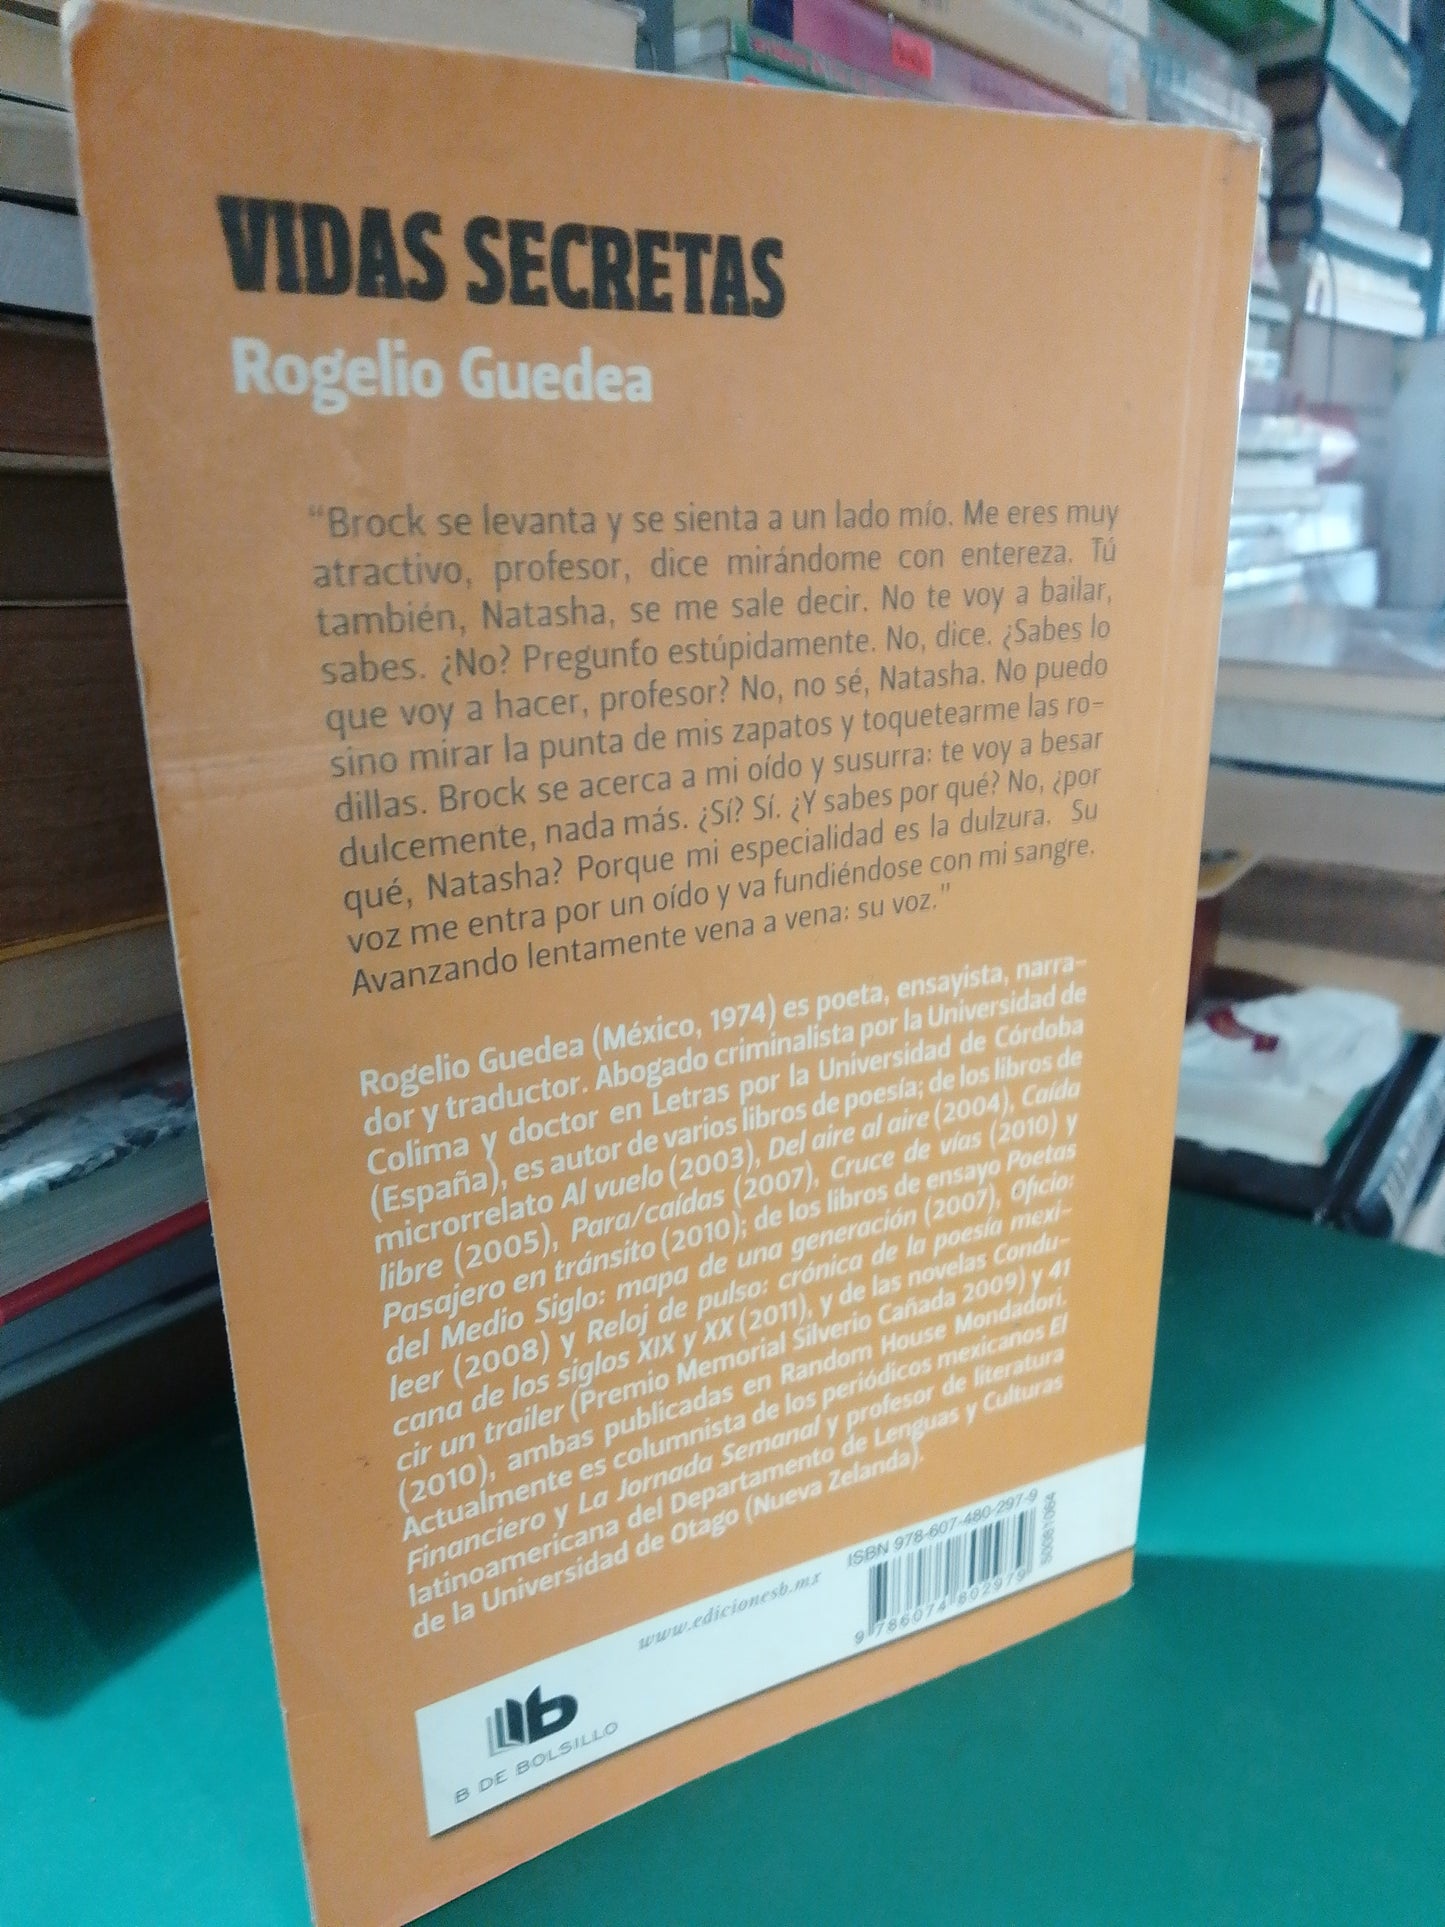 VIDAS SECRETAS
Rogelio Guedea
“Brock se levanta y se sienta a un lado mío. Me eres muy
atractivo, profesor, dice mirándome con entereza. Tú
también, Natasha, se me sale decir. No te voy a bailar,
sabes. ¿No? Pregunto estúpidamente. No, dice. ¿Sabes lo
que voy a hacer, profesor? No, no sé, Natasha. No puedo
sino mirar la punta de mis zapatos y toquetearme las ro-
dillas. Brock se acerca a mi oído y susurra: te voy a besar
dulcemente, nada más. ¿Sí? Sí. ¿Y sabes por qué? No, ¿por
qué, Natasha? Porque mi especialidad es la dulzura. Su
voz me entra por un oído y va fundiéndose con mi sangre.
Avanzando lentamente vena a vena: su voz.”
Rogelio Guedea (México, 1974) es poeta, ensayista, narra-
dor y traductor. Abogado criminalista por la Universidad de
Colima y doctor en Letras por la Universidad de Córdoba
(España), es autor de varios libros de poesía; de los libros de
microrrelato Al vuelo (2003), Del aire al aire (2004), Caída
libre (2005), Para/caídas (2007), Cruce de vías (2010) y
Pasajero en tránsito (2010); de los libros de ensayo Poetas
del Medio Siglo: mapa de una generación (2007), Oficio:
leer (2008) y Reloj de pulso: crónica de la poesía mexi-
cana de los siglos XIX y XX (2011), y de las novelas Condu-
cir un trailer (Premio Memorial Silverio Cañada 2009) y 41
(2010), ambas publicadas en Random House Mondadori.
Actualmente es columnista de los periódicos mexicanos El
Financiero y La Jornada Semanal y profesor de literatura
latinoamericana del Departamento de Lenguas y Culturas
de la Universidad de Otago (Nueva Zelanda).
ISBN 978-607-480-297-9
50081064
www.edicionesb.mx
9 786074 802979
b
B DE BOLSILLO